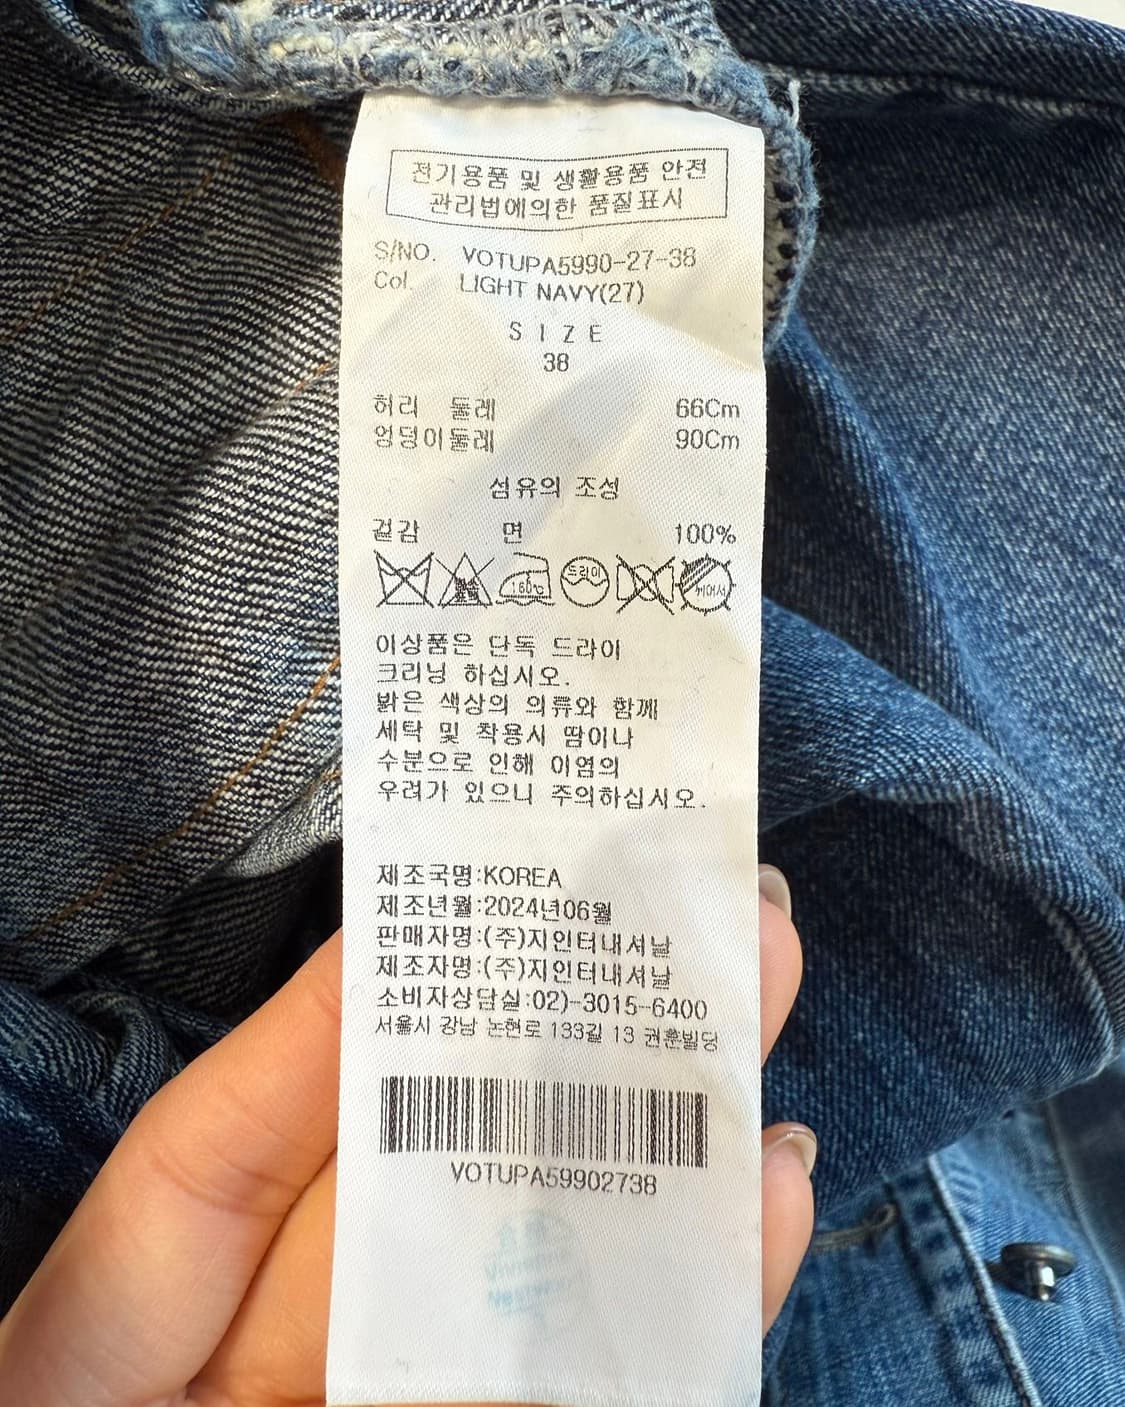 전기용품 및 생활용품 안전
관리법에의한 품질표시
S/NO. VOTUPA5990-27-38
Col. LIGHT NAVY(27)
SIZE
38
허리 둘레 66Cm
엉덩이둘레 90Cm
섬유의 조성
겉감 면 100%
160℃ 드라이
이상품은 단독 드라이
크리닝 하십시오.
밝은 색상의 의류와 함께
세탁 및 착용시 땀이나
수분으로 인해 이염의
우려가 있으니 주의하십시오.
제조국명:KOREA
제조년월:2024년06월
판매자명:(주)지인터내셔날
제조자명:(주)지인터내셔날
소비자상담실:02)-3015-6400
서울시 강남 논현로 133길 13 권훈빌딩
VOTUPA59902738